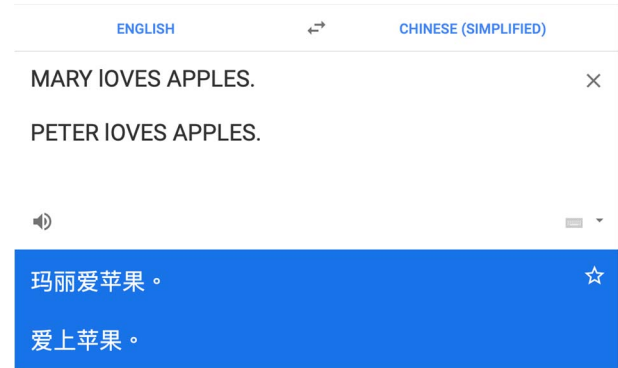 ENGLISH CHINESE (SIMPLIFIED)
MARY lOVES APPLES.
PETER lOVES APPLES.
玛丽爱苹果。
爱上苹果。